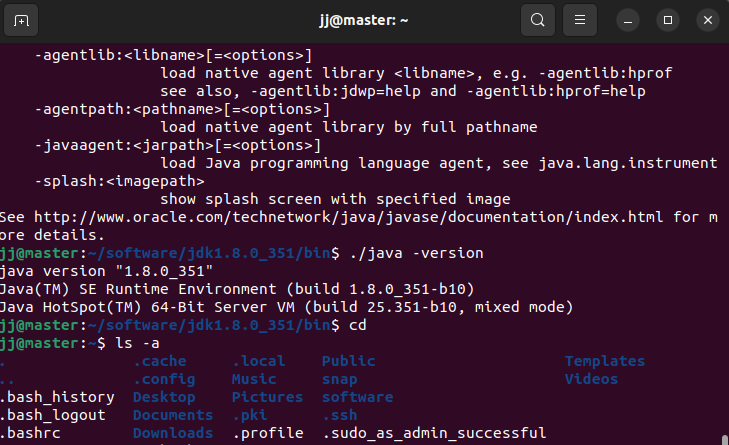 jj@master: ~
-agentlib:<libname>[=<options>]
load native agent library <libname>, e.g. -agentlib:hprof
see also, -agentlib:jdwp=help and -agentlib:hprof=help
-agentpath:<pathname>[=<options>]
load native agent library by full pathname
-javaagent:<jarpath>[=<options>]
load Java programming language agent, see java.lang.instrument
-splash:<imagepath>
show splash screen with specified image
See http://www.oracle.com/technetwork/java/javase/documentation/index.html for m
ore details.
jj@master:~/software/jdk1.8.0_351/bin$ ./java -version
java version "1.8.0_351"
Java(TM) SE Runtime Environment (build 1.8.0_351-b10)
Java HotSpot(TM) 64-Bit Server VM (build 25.351-b10, mixed mode)
jj@master:~/software/jdk1.8.0_351/bin$ cd
jj@master:~$ ls -a
. .cache .local Public Templates
.. .config Music snap Videos
.bash_history Desktop Pictures software
.bash_logout Documents .pki .ssh
.bashrc Downloads .profile .sudo_as_admin_successful